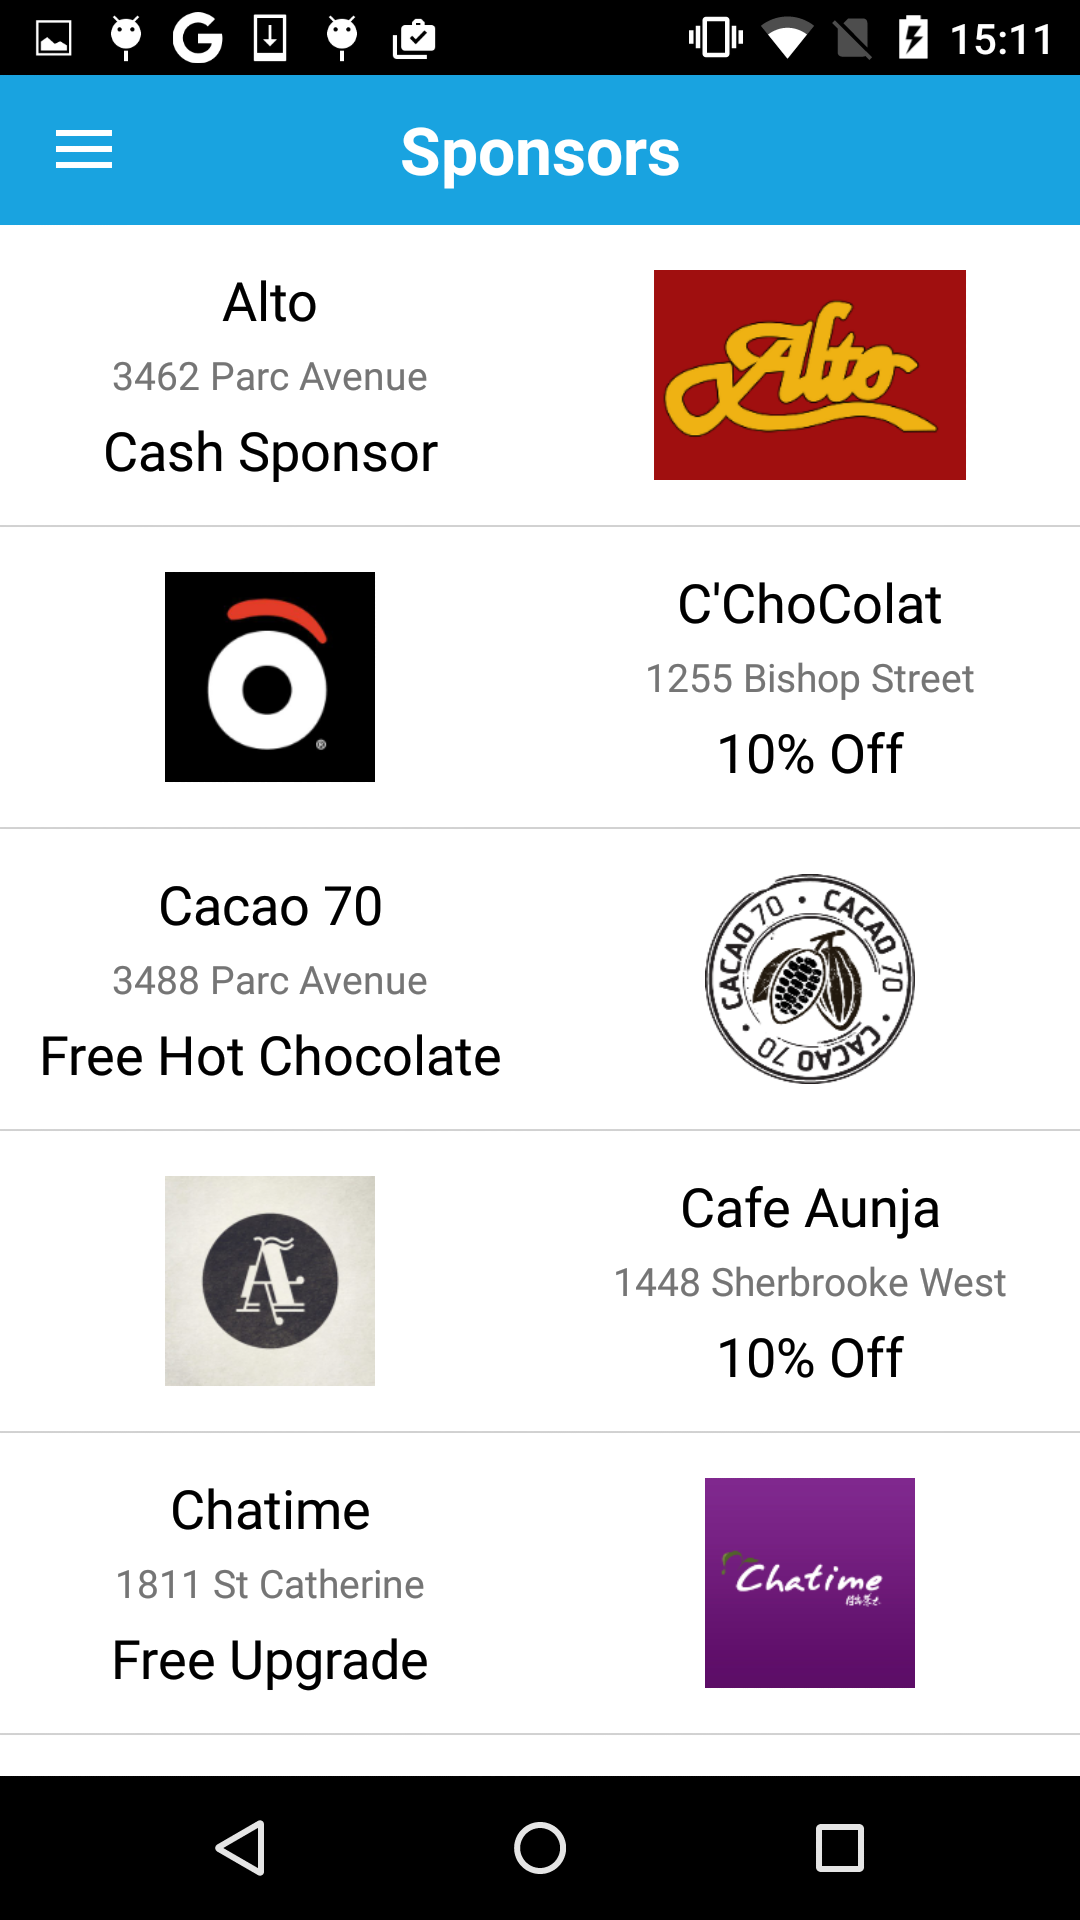 15:11
Sponsors
Alto
3462 Parc Avenue
Cash Sponsor
Alto
C'ChoColat
1255 Bishop Street
10% Off
®
Cacao 70
3488 Parc Avenue
Free Hot Chocolate
CACAO 70 • CACAO 70 • CACAO 70 •
Cafe Aunja
1448 Sherbrooke West
10% Off
A
Chatime
1811 St Catherine
Free Upgrade
Chatime